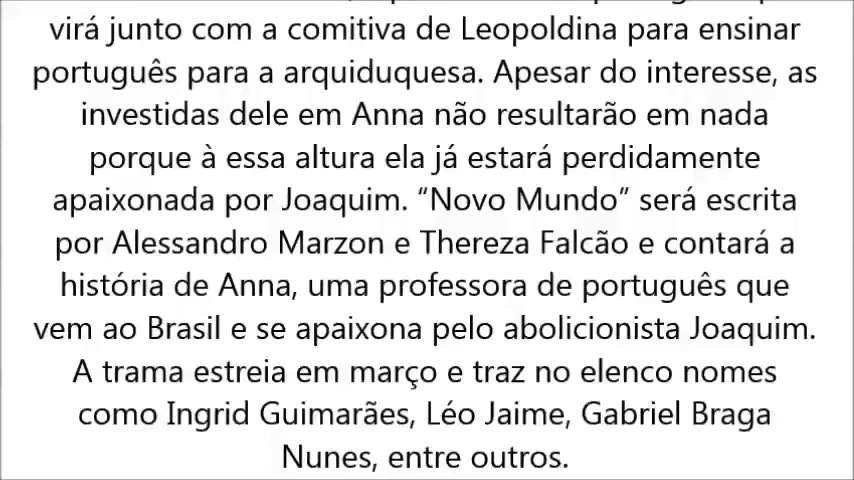 virá junto com a comitiva de Leopoldina para ensinar
português para a arquiduquesa. Apesar do interesse, as
investidas dele em Anna não resultarão em nada
porque à essa altura ela já estará perdidamente
apaixonada por Joaquim. “Novo Mundo” será escrita
por Alessandro Marzon e Thereza Falcão e contará a
história de Anna, uma professora de português que
vem ao Brasil e se apaixona pelo abolicionista Joaquim.
A trama estreia em março e traz no elenco nomes
como Ingrid Guimarães, Léo Jaime, Gabriel Braga
Nunes, entre outros.